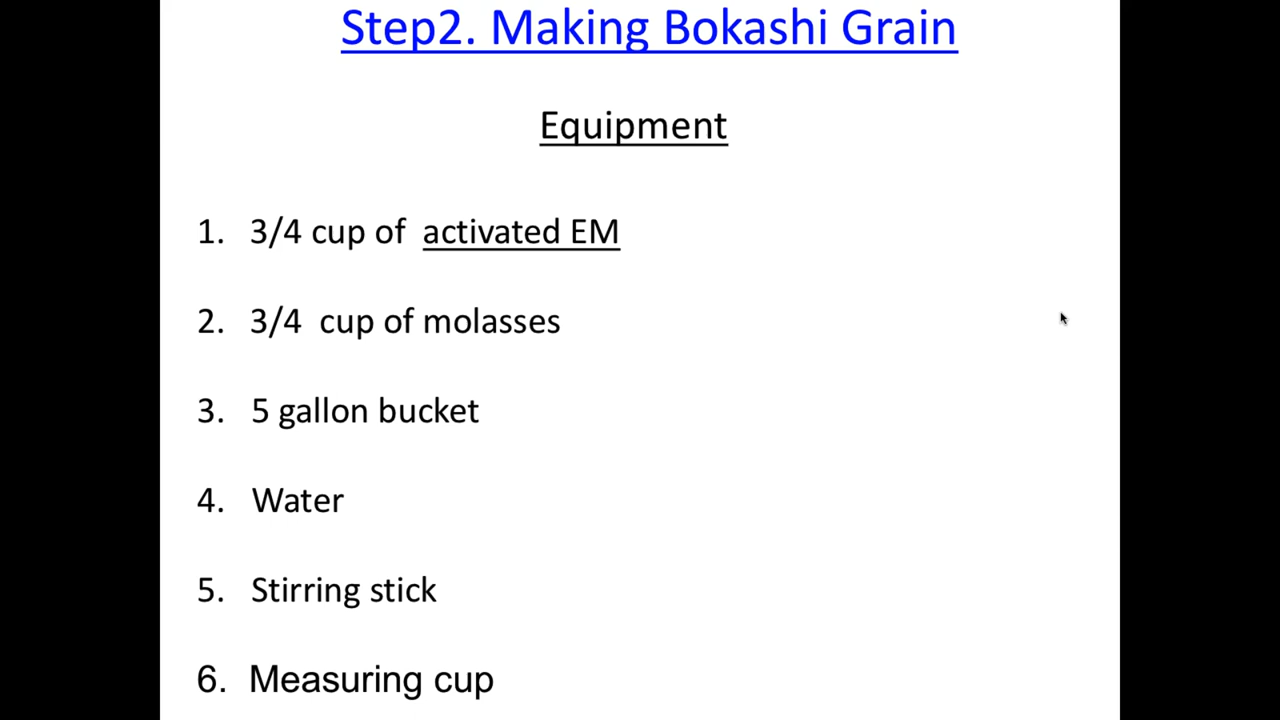 Step2. Making Bokashi Grain
Equipment
1. 3/4 cup of activated EM
2. 3/4 cup of molasses
3. 5 gallon bucket
4. Water
5. Stirring stick
6. Measuring cup